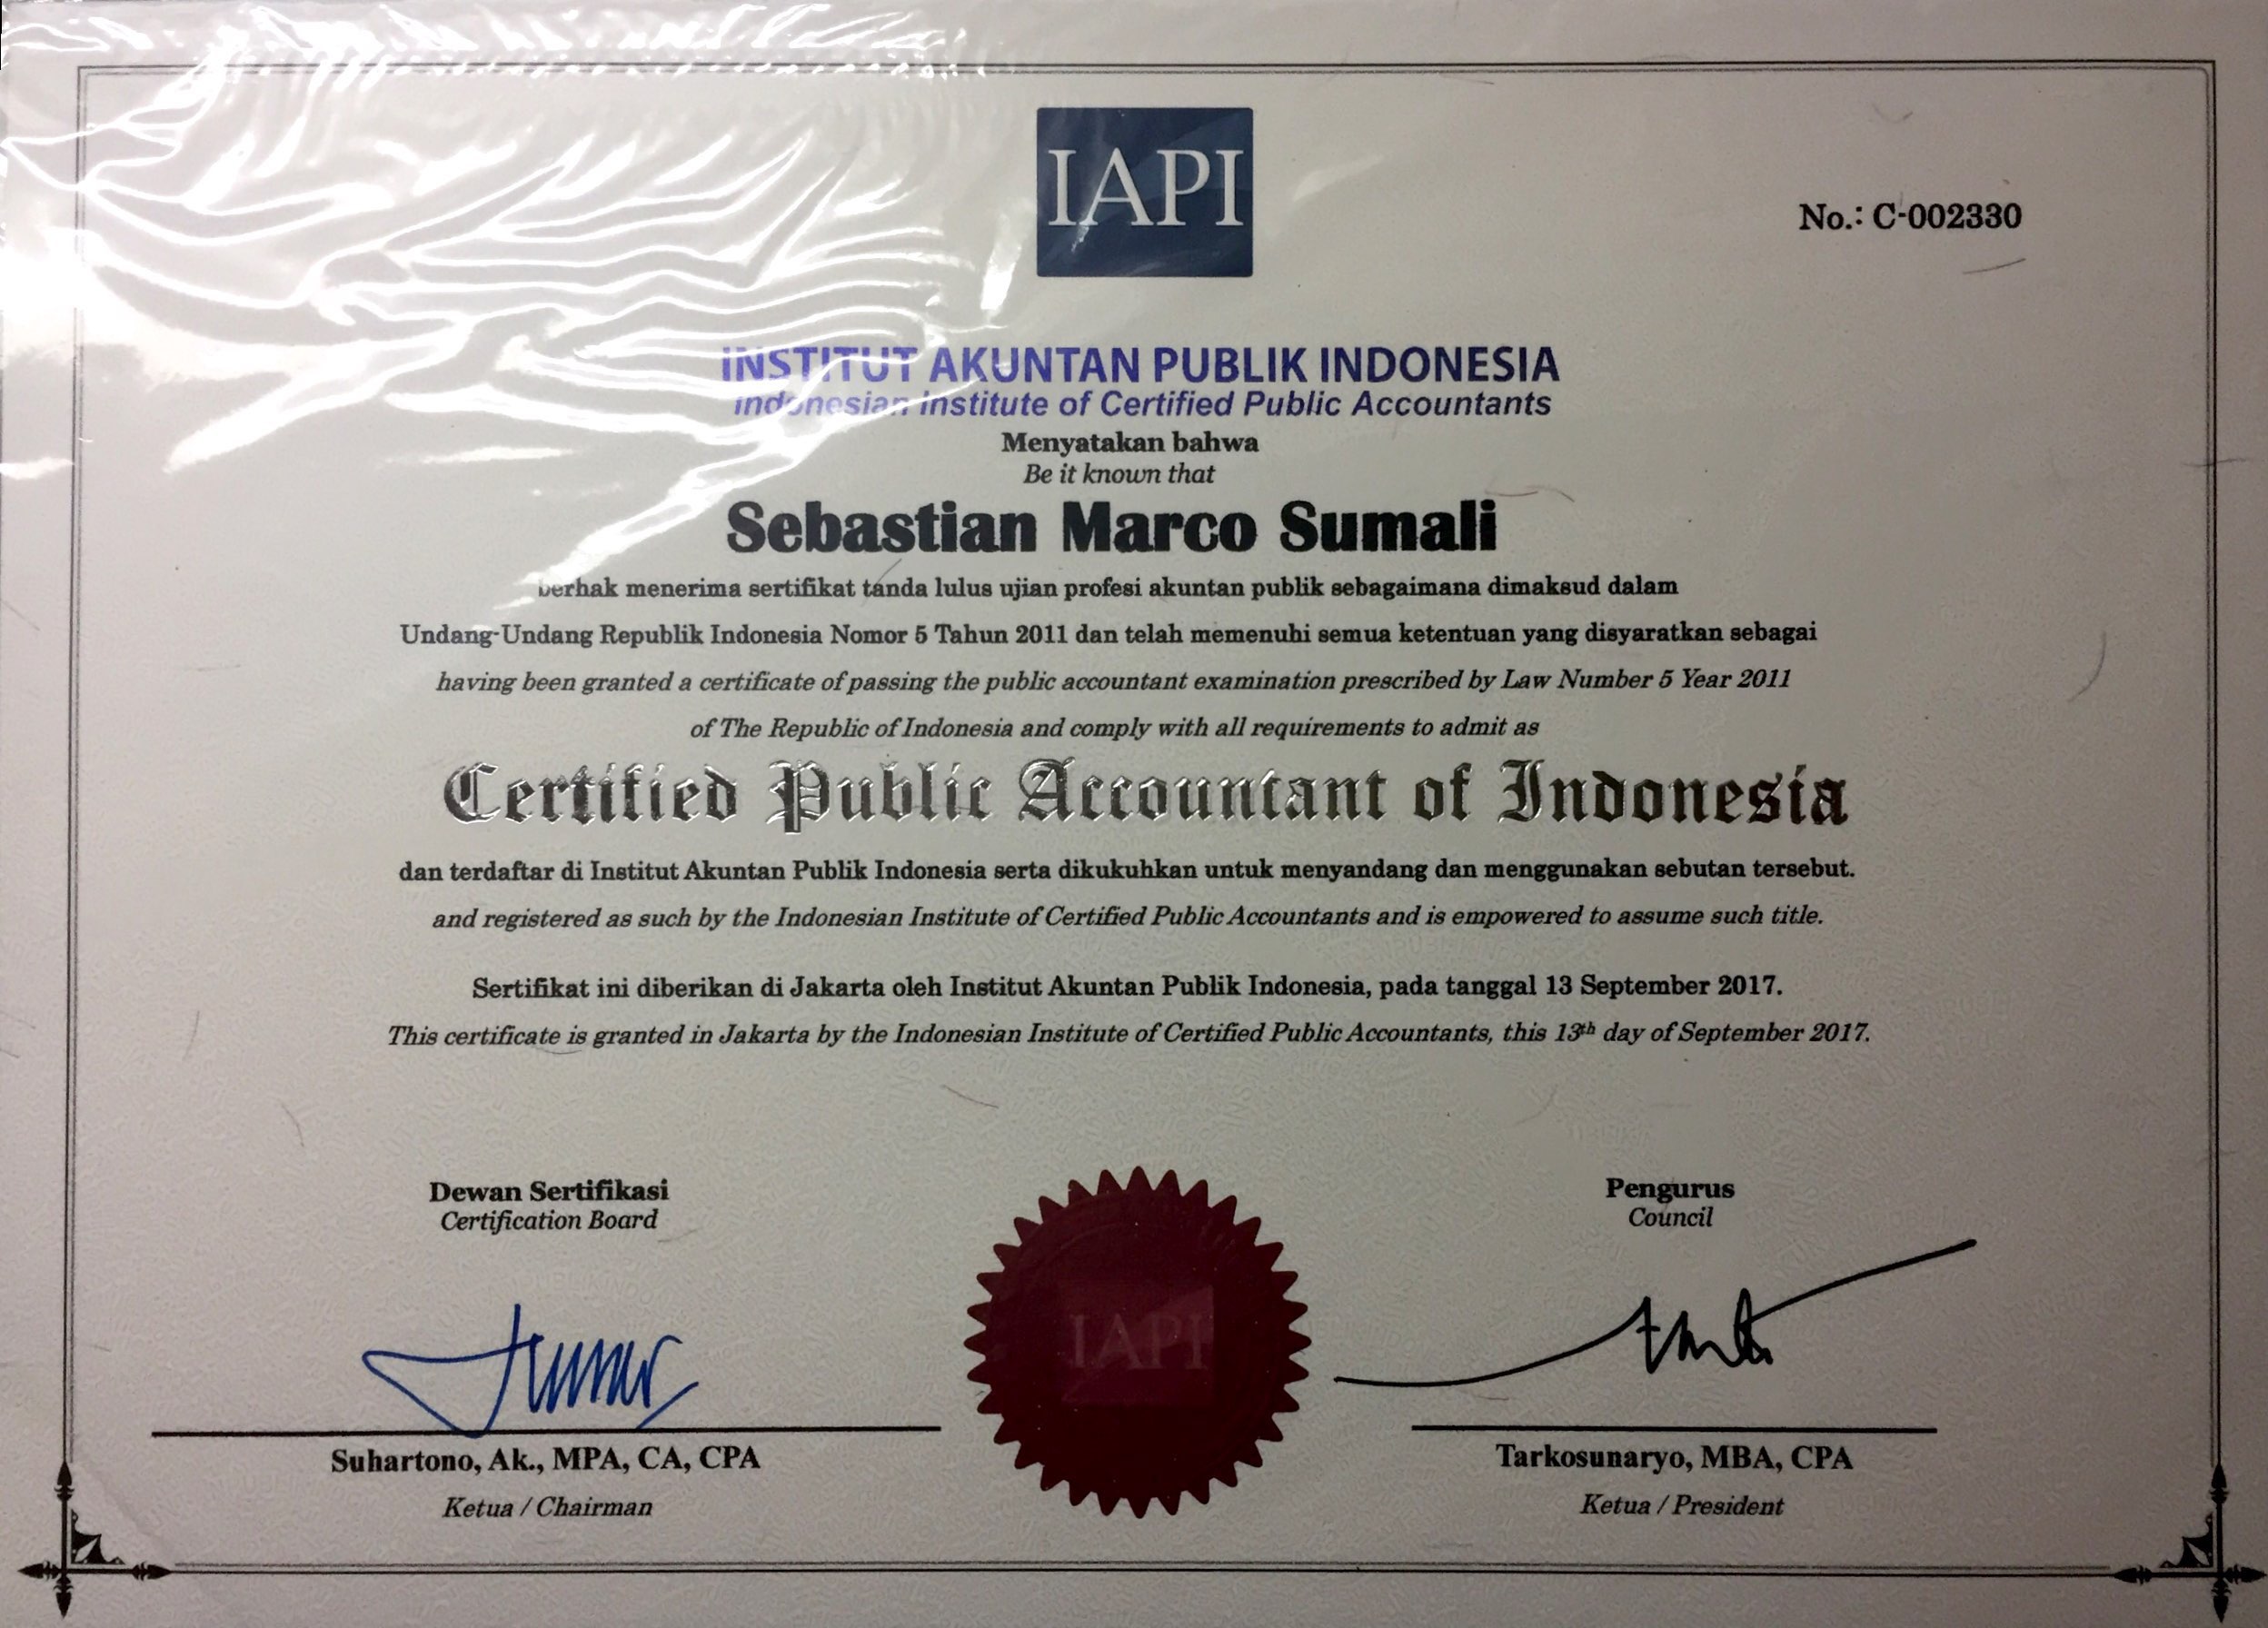 IAPI
No.: C-002330
INSTITUT AKUNTAN PUBLIK INDONESIA
Indonesian Institute of Certified Public Accountants
Menyatakan bahwa
Be it known that
Sebastian Marco Sumali
berhak menerima sertifikat tanda lulus ujian profesi akuntan publik sebagaimana dimaksud dalam
Undang-Undang Republik Indonesia Nomor 5 Tahun 2011 dan telah memenuhi semua ketentuan yang disyaratkan sebagai
having been granted a certificate of passing the public accountant examination prescribed by Law Number 5 Year 2011
of The Republic of Indonesia and comply with all requirements to admit as
Certified Public Accountant of Indonesia
dan terdaftar di Institut Akuntan Publik Indonesia serta dikukuhkan untuk menyandang dan menggunakan sebutan tersebut.
and registered as such by the Indonesian Institute of Certified Public Accountants and is empowered to assume such title.
Sertifikat ini diberikan di Jakarta oleh Institut Akuntan Publik Indonesia, pada tanggal 13 September 2017.
This certificate is granted in Jakarta by the Indonesian Institute of Certified Public Accountants, this 13th day of September 2017.
Dewan Sertifikasi
Certification Board
Suhartono, Ak., MPA, CA, CPA
Ketua / Chairman
IAPI
Pengurus
Council
Tarkosunaryo, MBA, CPA
Ketua / President